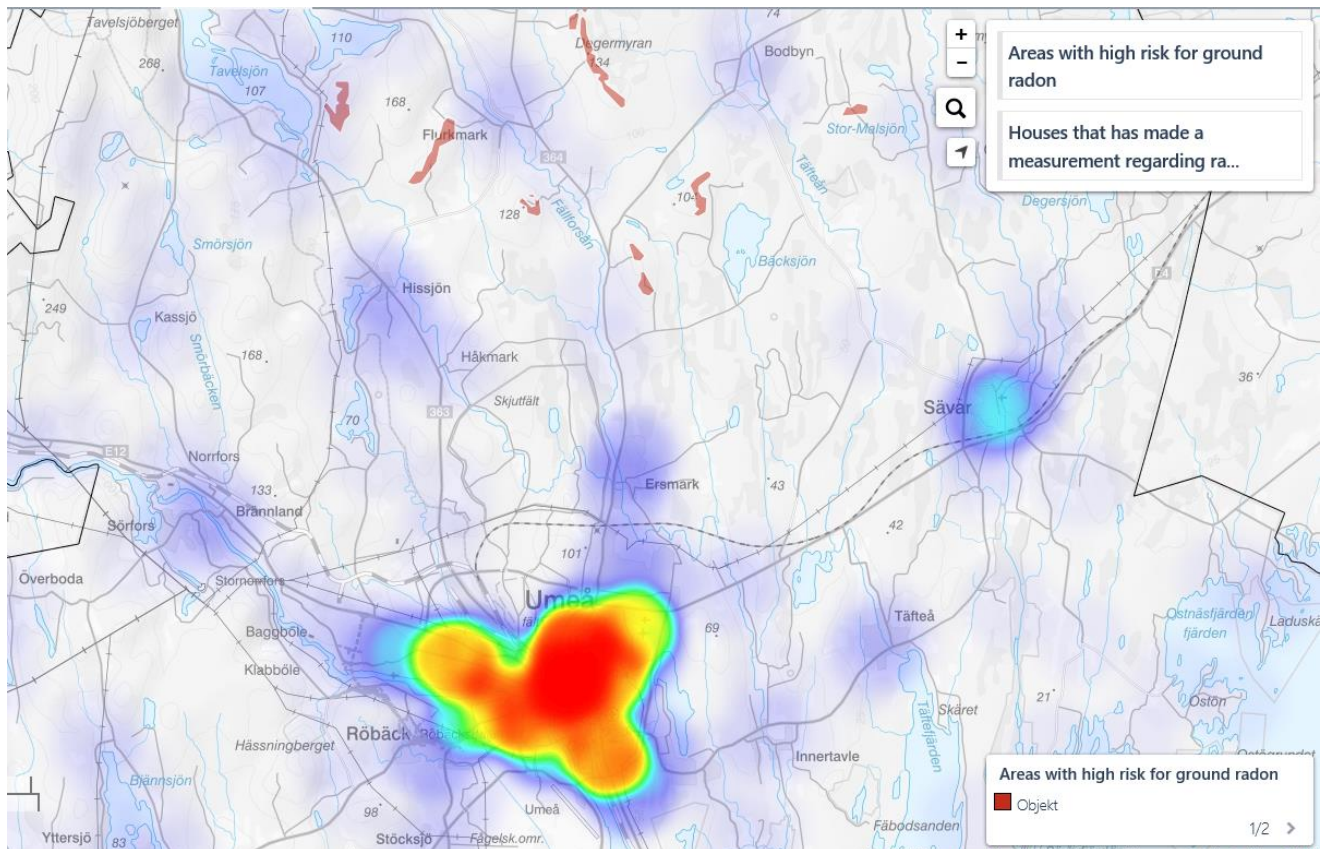 Tavelsjöberget
110
74
Degermyran
134
Bodbyn
268
Tavelsjön
107
168
Flurkmark
364
Stor-Malsjön
Täfteån
128
104
Fällforsån
Degersjön
Smörsjön
Bäcksjön
E4
Hissjön
249
Kassjö
168
Smörbäcken
Håkmark
36
Skjutfält
363
Sävar
70
E12
Norrfors
133
Ersmark
43
Brännland
Sörfors
42
101
Överboda
Stornorrfors
Umeå
Täfteå
Ostnäsfjärden
fjärden
Baggböle
69
Klabböle
21
Ostön
Skäret
Röbäck
Hässningberget
Täftefjärden
Innertavle
Bjännsjön
98
Umeå
Stöcksjö
Fågelsk.omr.
Fäbodsanden
Yttersjö
83
+
−
Areas with high risk for ground
radon
Houses that has made a
measurement regarding ra...
Areas with high risk for ground radon
Objekt
1/2 >